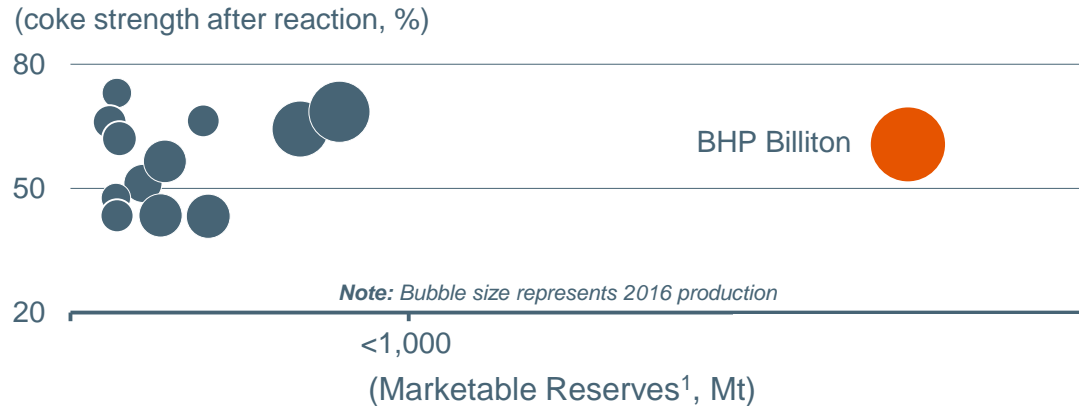 (coke strength after reaction, %)
80
BHP Billiton
50
Note: Bubble size represents 2016 production
20
<1,000
(Marketable Reserves¹, Mt)